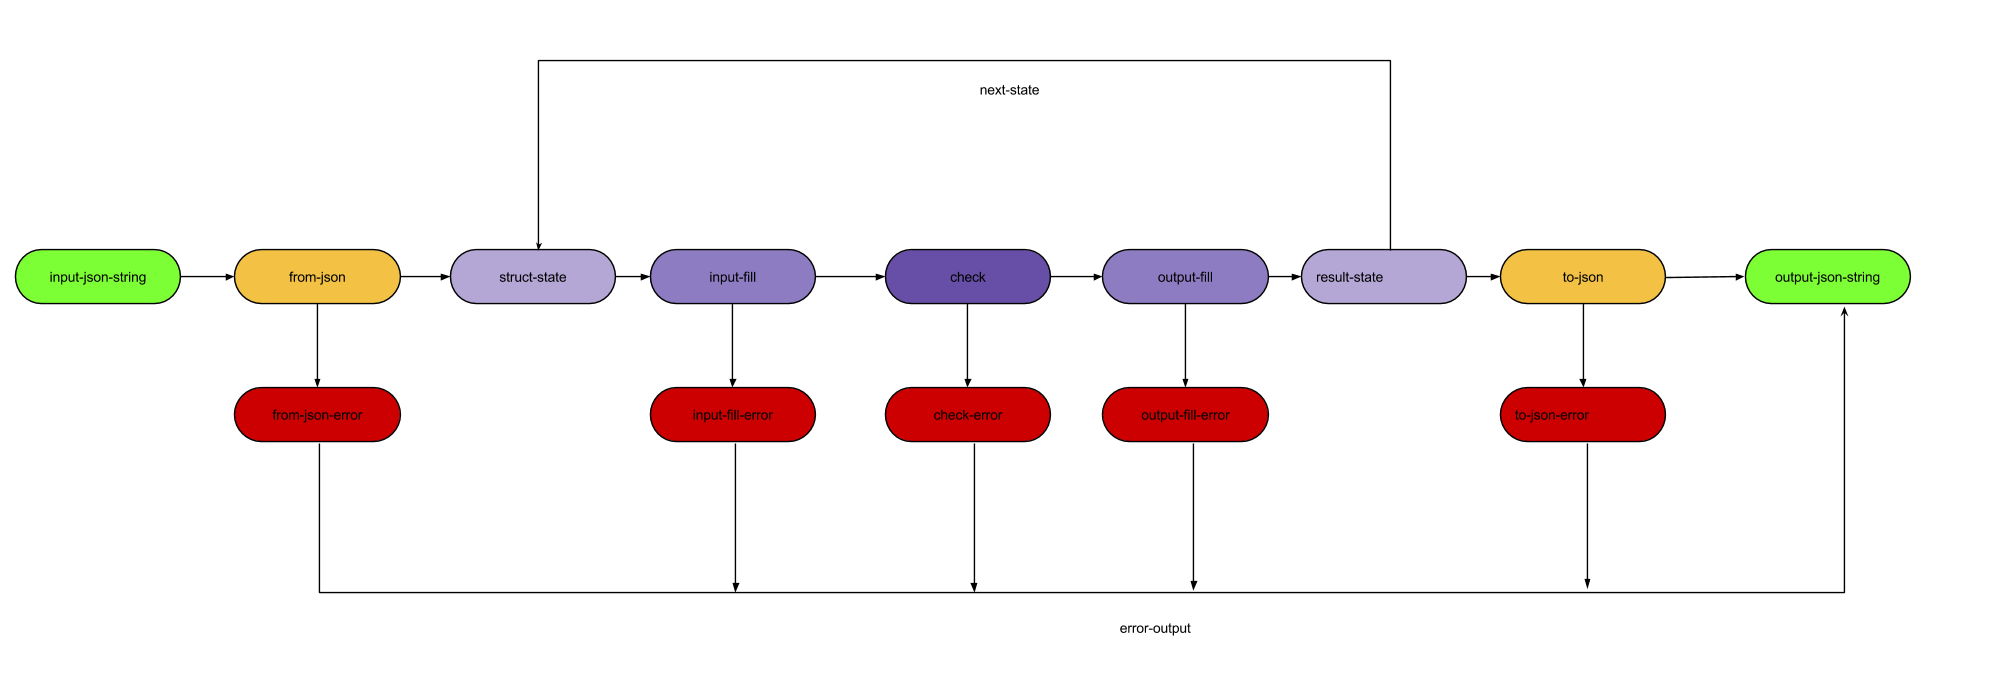 next-state
input-json-string
from-json
struct-state
input-fill
check
output-fill
result-state
to-json
output-json-string
from-json-error
input-fill-error
check-error
output-fill-error
to-json-error
error-output